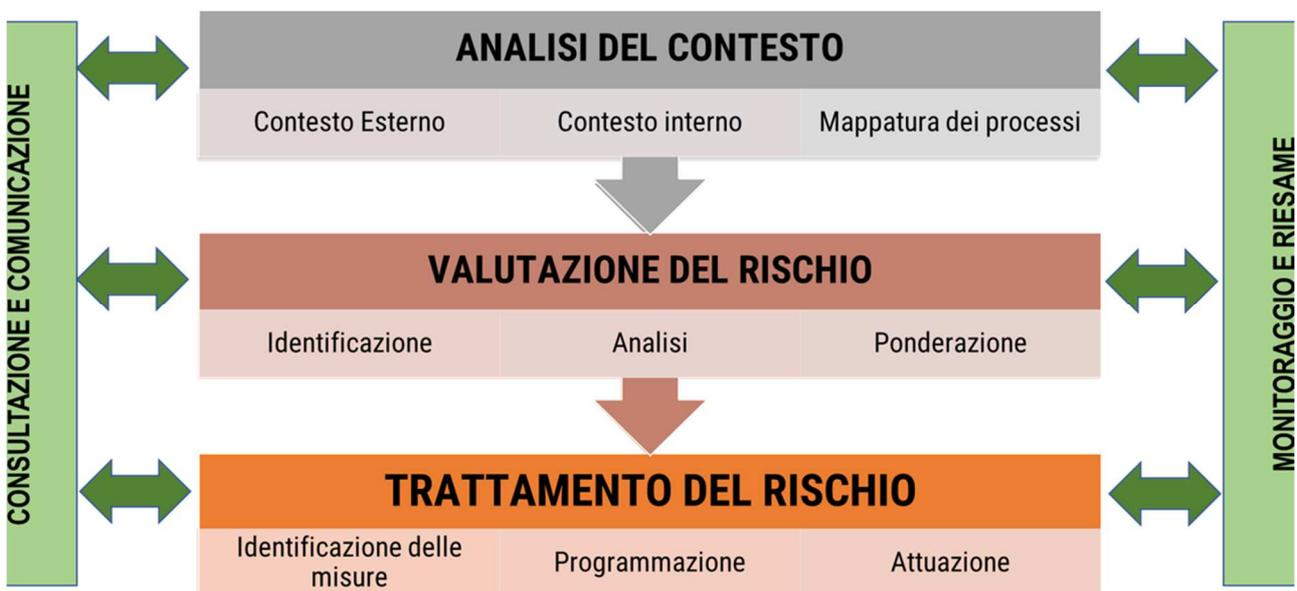 CONSULTAZIONE E COMUNICAZIONE
ANALISI DEL CONTESTO
Contesto Esterno
Contesto interno
Mappatura dei processi
VALUTAZIONE DEL RISCHIO
Identificazione
Analisi
Ponderazione
TRATTAMENTO DEL RISCHIO
Identificazione delle
misure
Programmazione
Attuazione
MONITORAGGIO E RIESAME